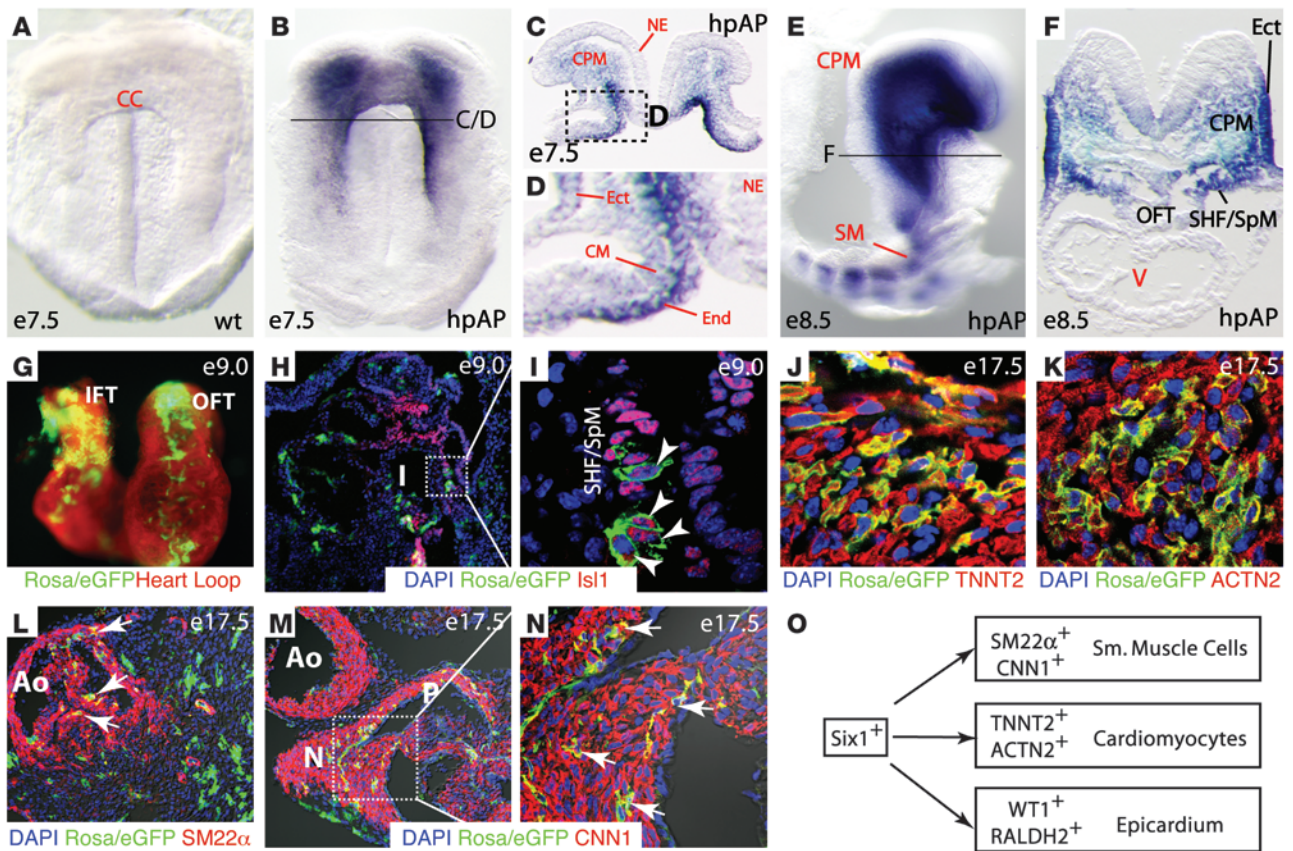 A
CC
e7.5
wt
B
C/D
e7.5
hpAP
C
NE
hpAP
CPM
D
e7.5
D
NE
Ect
CM
End
E
CPM
F
SM
e8.5
hpAP
F
Ect
CPM
OFT
SHF/SpM
V
e8.5
hpAP
G
e9.0
IFT
OFT
Rosa/eGFPHeart Loop
H
e9.0
I
I
e9.0
SHF/SpM
DAPI Rosa/eGFP Isl1
J
e17.5
DAPI Rosa/eGFP TNNT2
K
e17.5
DAPI Rosa/eGFP ACTN2
L
e17.5
Ao
DAPI Rosa/eGFP SM22α
M
e17.5
Ao
P
N
N
e17.5
DAPI Rosa/eGFP CNN1
O
Six1+
SM22α+
CNN1+
Sm. Muscle Cells
TNNT2+
ACTN2+
Cardiomyocytes
WT1+
RALDH2+
Epicardium